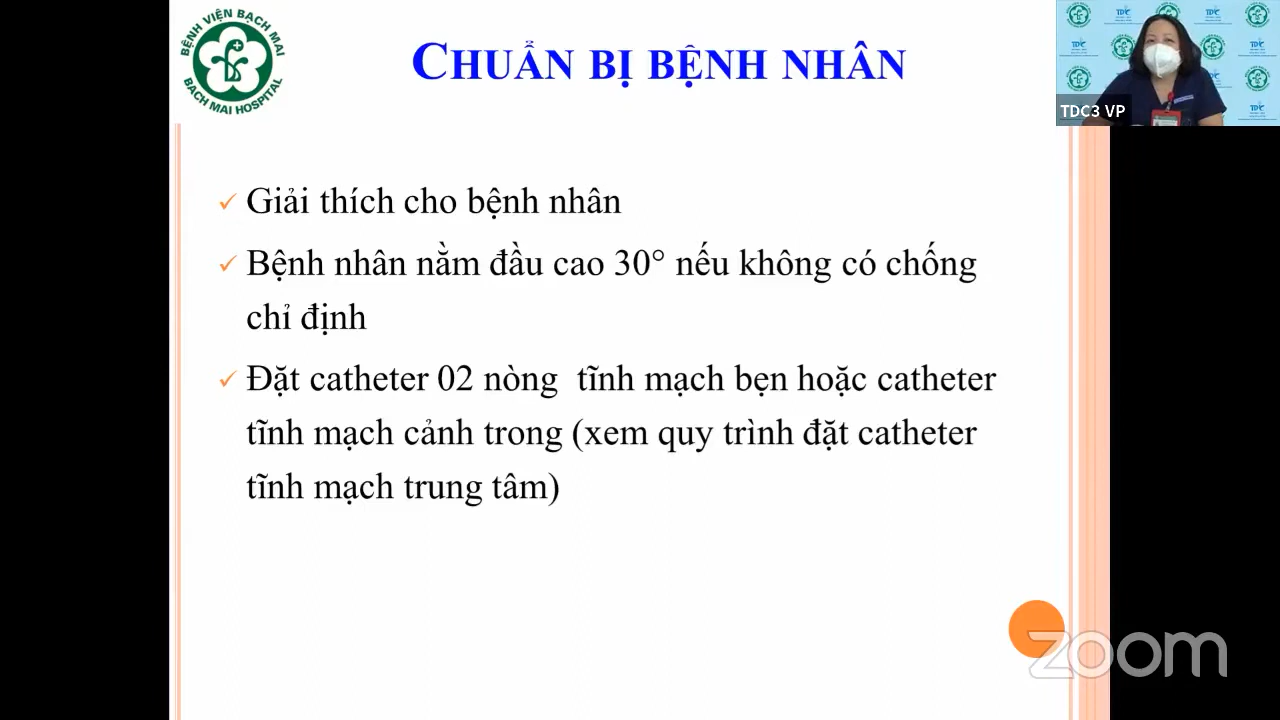 BỆNH VIỆN BẠCH MAI
BACH MAI HOSPITAL
CHUẨN BỊ BỆNH NHÂN
TDC3 VP
Giải thích cho bệnh nhân
Bệnh nhân nằm đầu cao 30° nếu không có chống
chỉ định
Đặt catheter 02 nòng tĩnh mạch bẹn hoặc catheter
tĩnh mạch cảnh trong (xem quy trình đặt catheter
tĩnh mạch trung tâm)
zoom